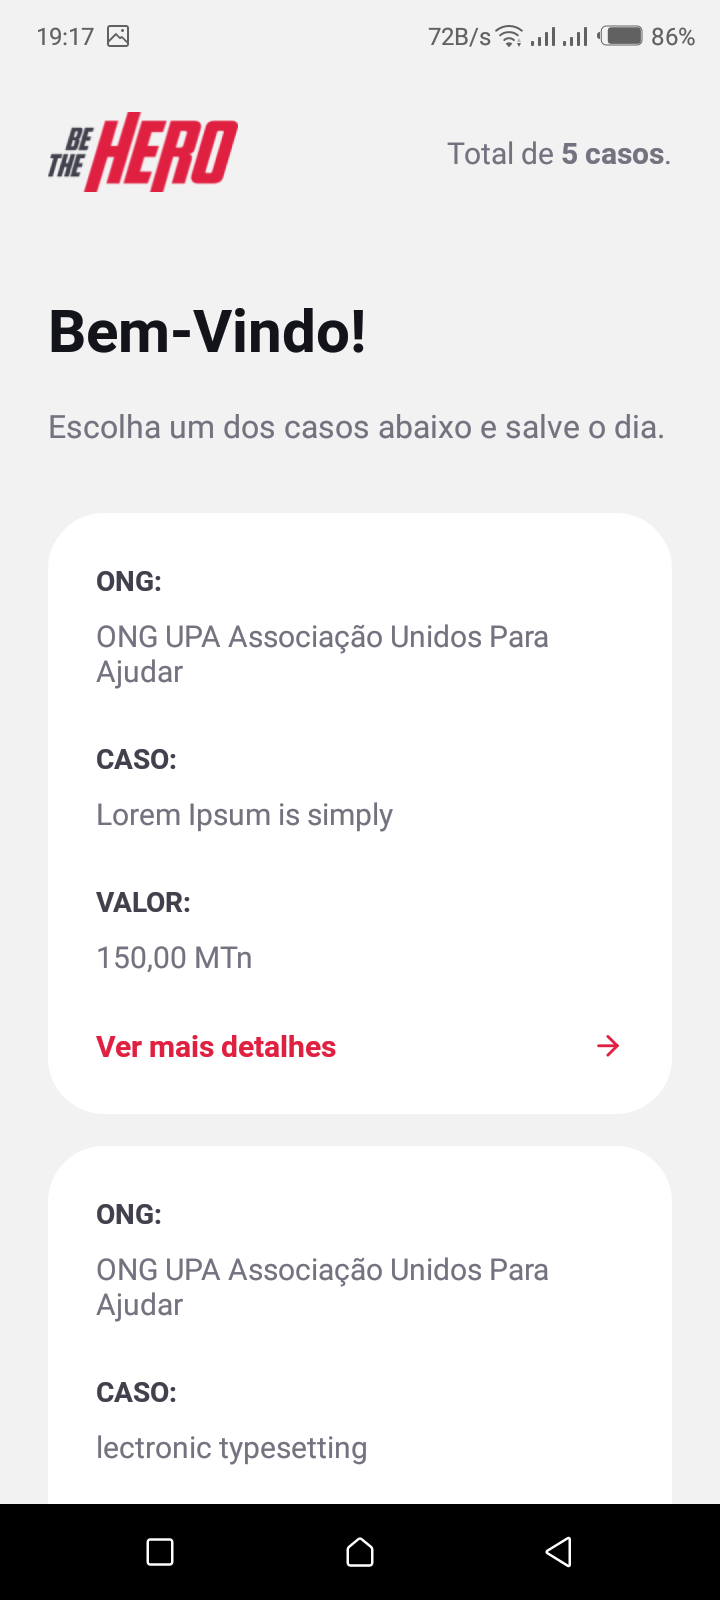 19:17
72B/s
86%
BE
THE
HERO
Total de 5 casos.
Bem-Vindo!
Escolha um dos casos abaixo e salve o dia.
ONG:
ONG UPA Associação Unidos Para
Ajudar
CASO:
Lorem Ipsum is simply
VALOR:
150,00 MTn
Ver mais detalhes
ONG:
ONG UPA Associação Unidos Para
Ajudar
CASO:
lectronic typesetting